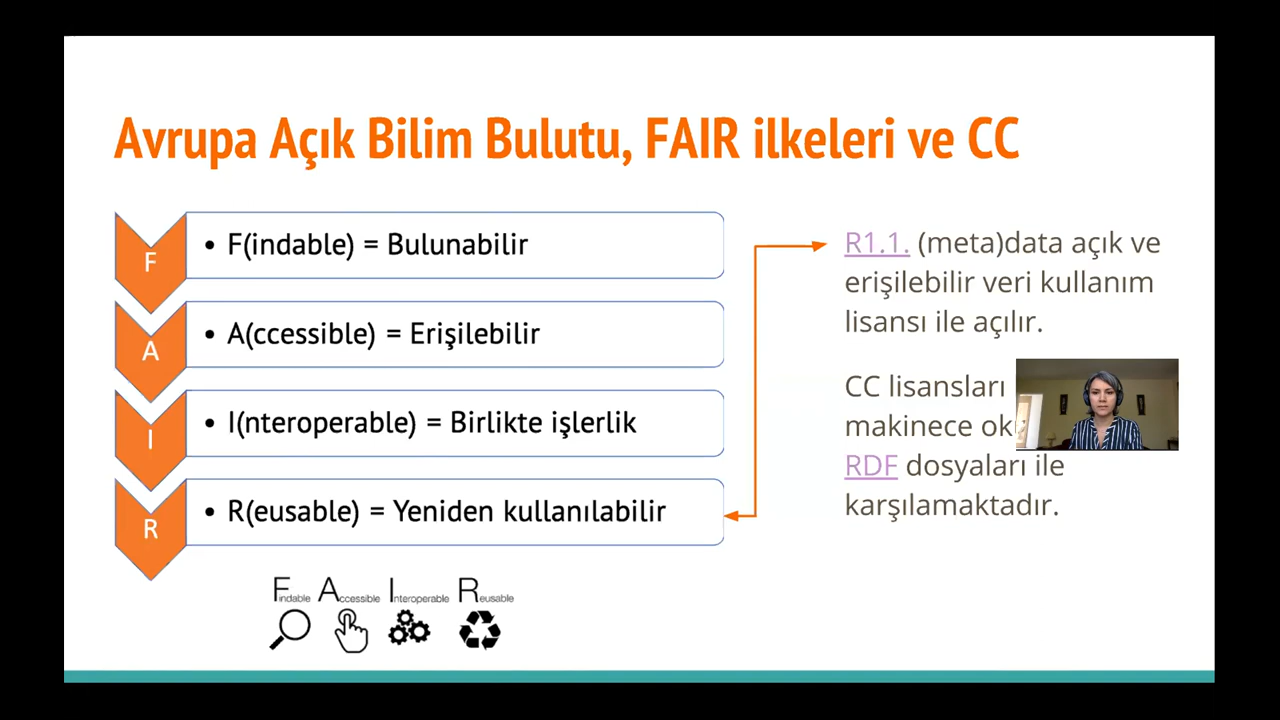 Avrupa Açık Bilim Bulutu, FAIR ilkeleri ve CC
F
• F(indable) = Bulunabilir
A
• A(ccessible) = Erişilebilir
I
• I(nteroperable) = Birlikte işlerlik
R
• R(eusable) = Yeniden kullanılabilir
R1.1. (meta)data açık ve
erişilebilir veri kullanım
lisansı ile açılır.
CC lisansları
makinece
RDF dosyaları ile
karşılamaktadır.
Findable Accessible Interoperable Reusable